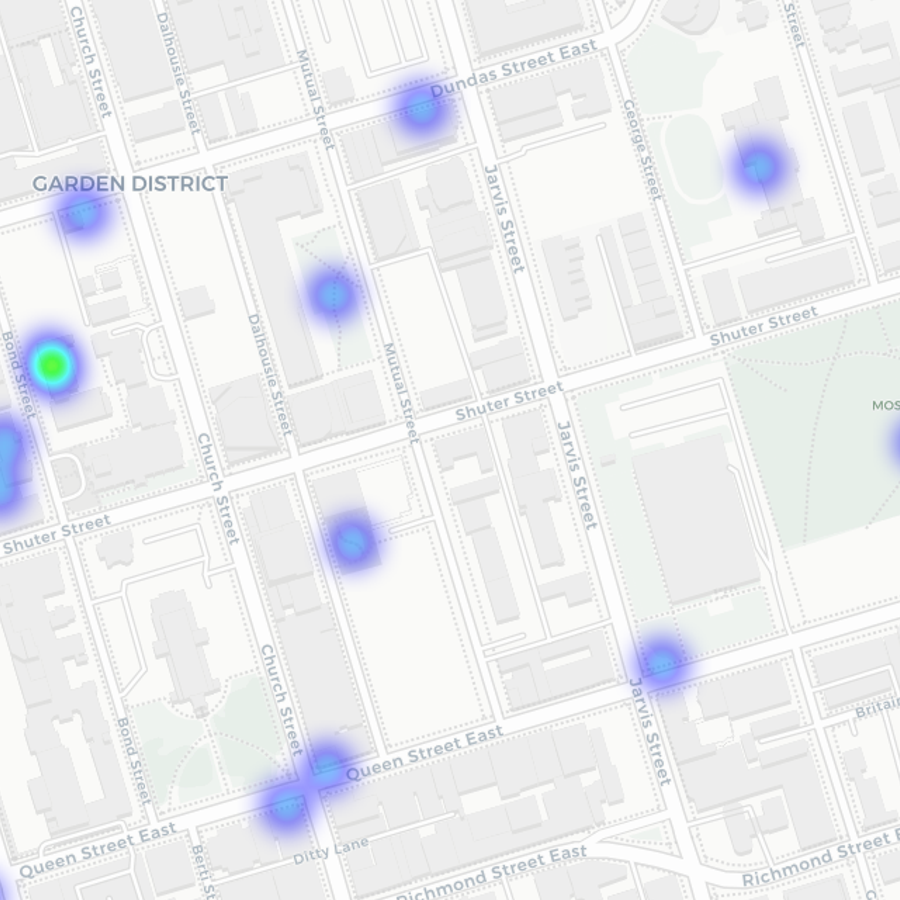 Church Street
Dalhousie Street
Mutual Street
Dundas Street East
Street
George Street
GARDEN DISTRICT
Jarvis Street
Bond Street
Dalhousie Street
Mutual Street
Shuter Street
Shuter Street
MOS
Church Street
Jarvis Street
Shuter Street
Church Street
Jarvis Street
Bond Street
Queen Street East
Britain
Queen Street East
Berti St
Ditty Lane
Richmond Street East
Richmond Street E